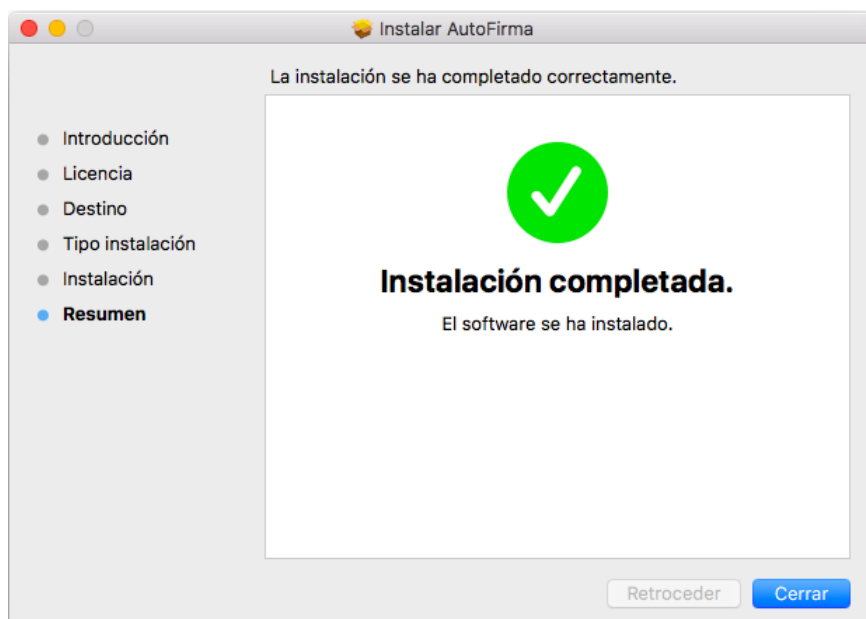 Instalar AutoFirma
La instalación se ha completado correctamente.
Introducción
Licencia
Destino
Tipo instalación
Instalación
Resumen
Instalación completada.
El software se ha instalado.
Retroceder
Cerrar